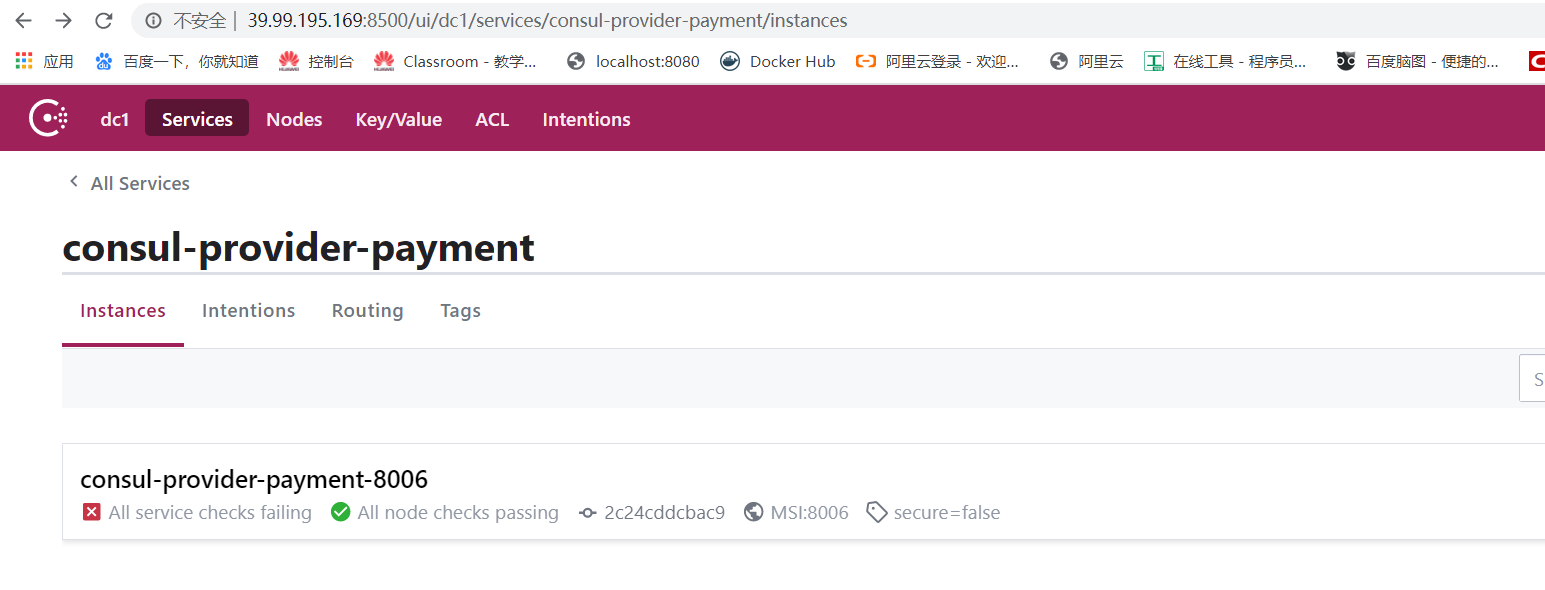 不安全 | 39.99.195.169:8500/ui/dc1/services/consul-provider-payment/instances
应用 百度一下，你就知道 控制台 Classroom - 教学... localhost:8080 Docker Hub 阿里云登录 - 欢迎... 阿里云 在线工具 - 程序员... 百度脑图 - 便捷的...
dc1 Services Nodes Key/Value ACL Intentions
All Services
consul-provider-payment
Instances Intentions Routing Tags
S
consul-provider-payment-8006
All service checks failing All node checks passing 2c24cddcbac9 MSI:8006 secure=false